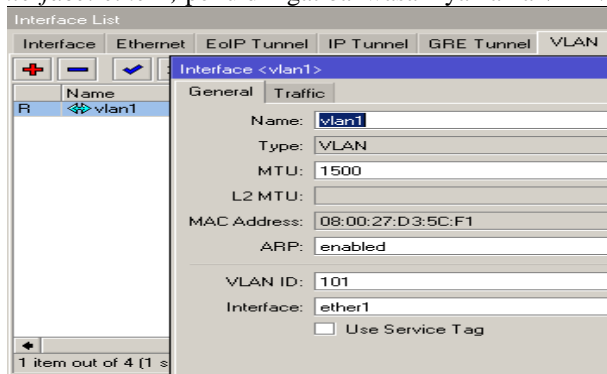 Interface List
Interface Ethernet EoIP Tunnel IP Tunnel GRE Tunnel VLAN
Interface <vlan1>
General Traffic
Name
R vlan1
Name: vlan1
Type: VLAN
MTU: 1500
L2 MTU:
MAC Address: 08:00:27:D3:5C:F1
ARP: enabled
VLAN ID: 101
Interface: ether1
Use Service Tag
1 item out of 4 (1 s